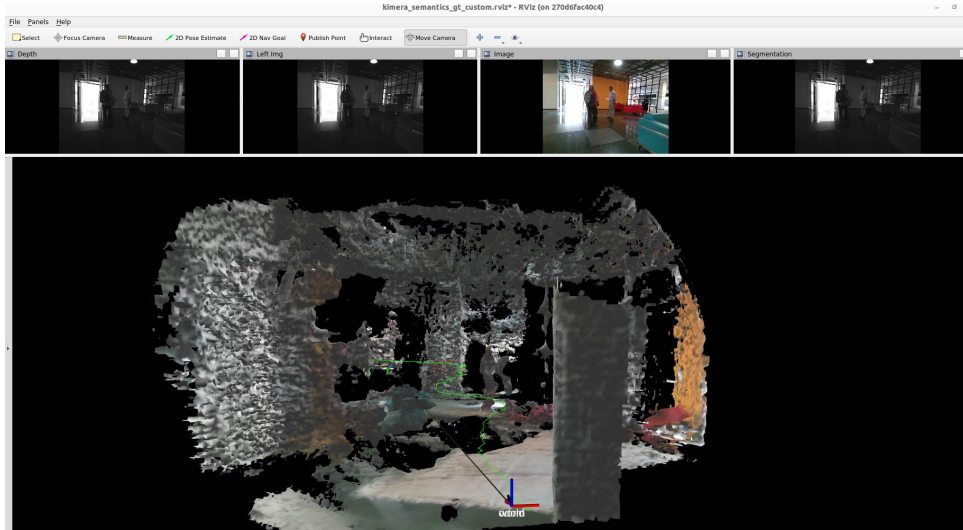 kimera_semantics_gt_custom.rviz* - RViz (on 270d6fac40c4)
File Panels Help
Select Focus Camera Measure 2D Pose Estimate 2D Nav Goal Publish Point Interact Move Camera
Depth Left Img Image Segmentation